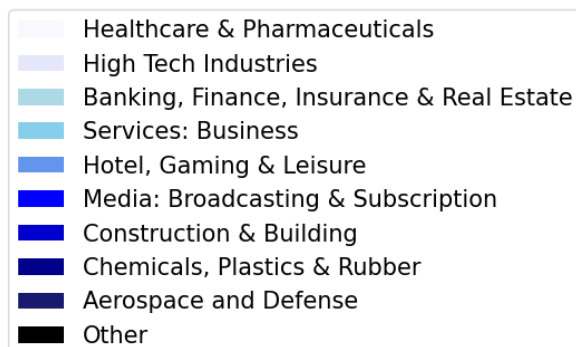 Healthcare & Pharmaceuticals
High Tech Industries
Banking, Finance, Insurance & Real Estate
Services: Business
Hotel, Gaming & Leisure
Media: Broadcasting & Subscription
Construction & Building
Chemicals, Plastics & Rubber
Aerospace and Defense
Other